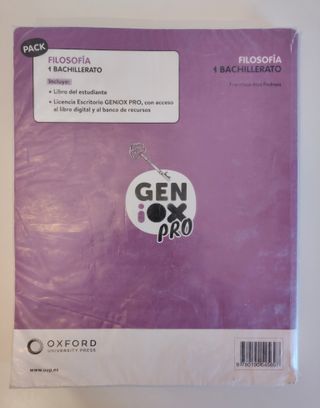 PACK
FILOSOFÍA
1 BACHILLERATO
Incluye:
• Libro del estudiante
• Licencia Escritorio GENIOX PRO, con acceso
al libro digital y al banco de recursos
FILOSOFÍA
1 BACHILLERATO
GEN
iOX
PRO
OXFORD
UNIVERSITY PRESS
www.oup.es